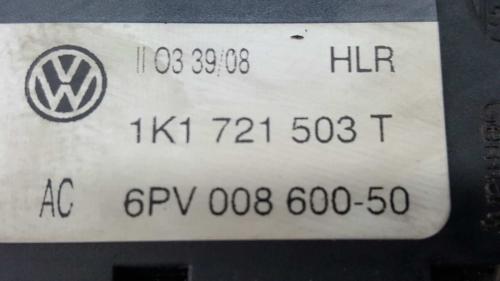 II 03 39/08 HLR
1K1 721 503 T
AC 6PV 008 600-50